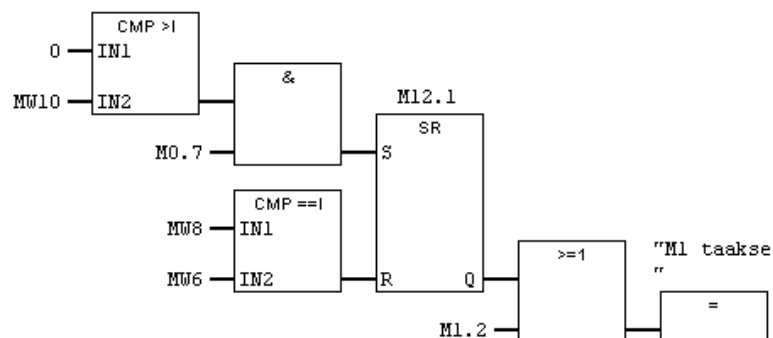 CMP >I
0 IN1
MW10 IN2
&
M12.1
SR
M0.7 S
CMP ==I
MW8 IN1
MW6 IN2
R Q
>=1
"M1 taakse
"
=
M1.2